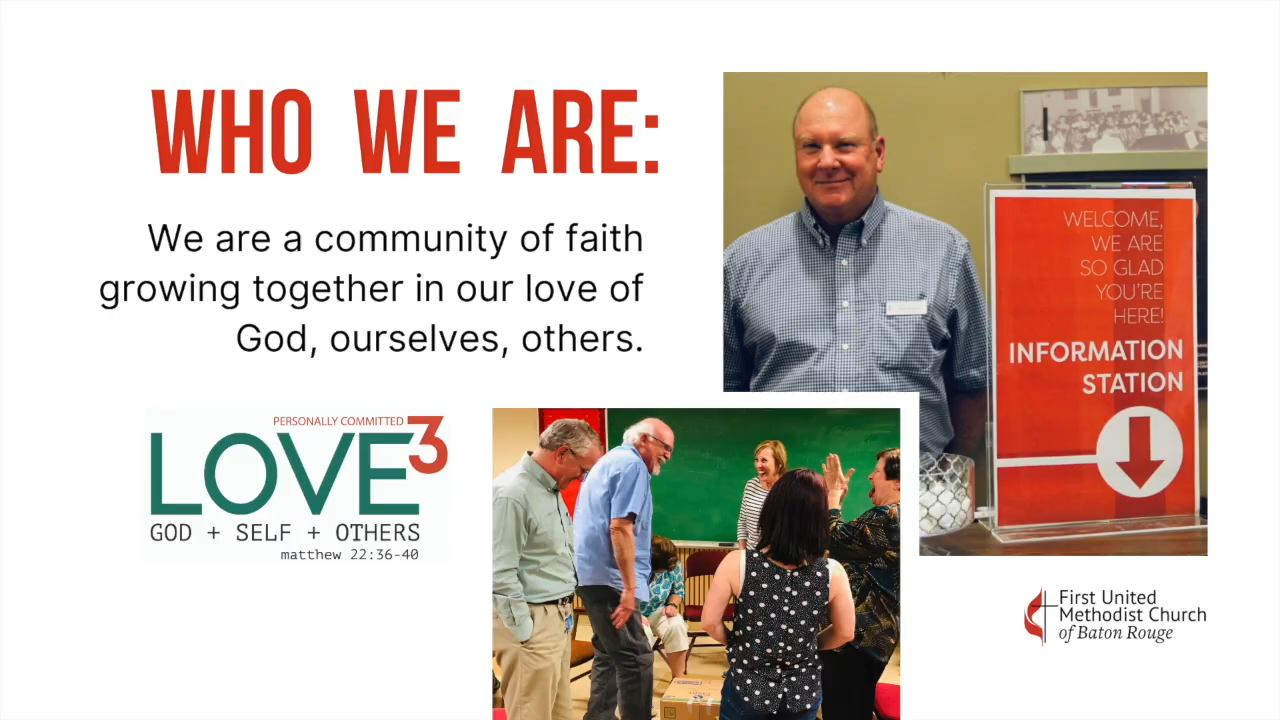 WHO WE ARE:
We are a community of faith
growing together in our love of
God, ourselves, others.
PERSONALLY COMMITTED
LOVE3
GOD + SELF + OTHERS
matthew 22:36-40
WELCOME,
WE ARE
SO GLAD
YOU'RE
HERE!
INFORMATION
STATION
First United
Methodist Church
of Baton Rouge